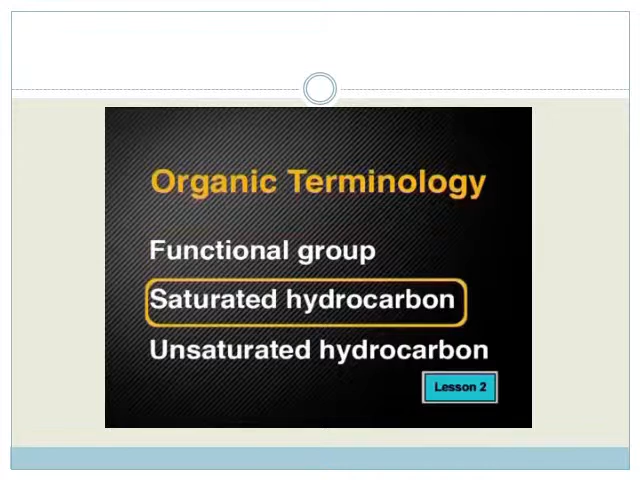 Organic Terminology
Functional group
Saturated hydrocarbon
Unsaturated hydrocarbon
Lesson 2